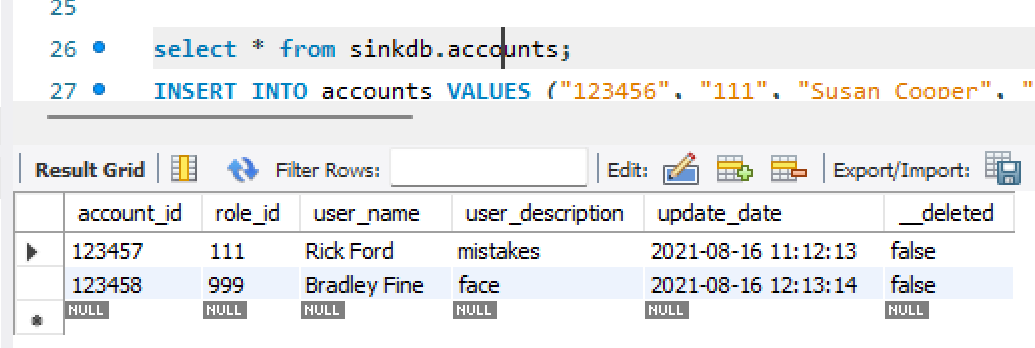 25
26 select * from sinkdb.accounts;
27 INSERT INTO accounts VALUES ("123456", "111", "Susan Cooper", "
Result Grid Filter Rows: Edit: Export/Import:
account_id role_id user_name user_description update_date __deleted
123457 111 Rick Ford mistakes 2021-08-16 11:12:13 false
123458 999 Bradley Fine face 2021-08-16 12:13:14 false
NULL NULL NULL NULL NULL NULL